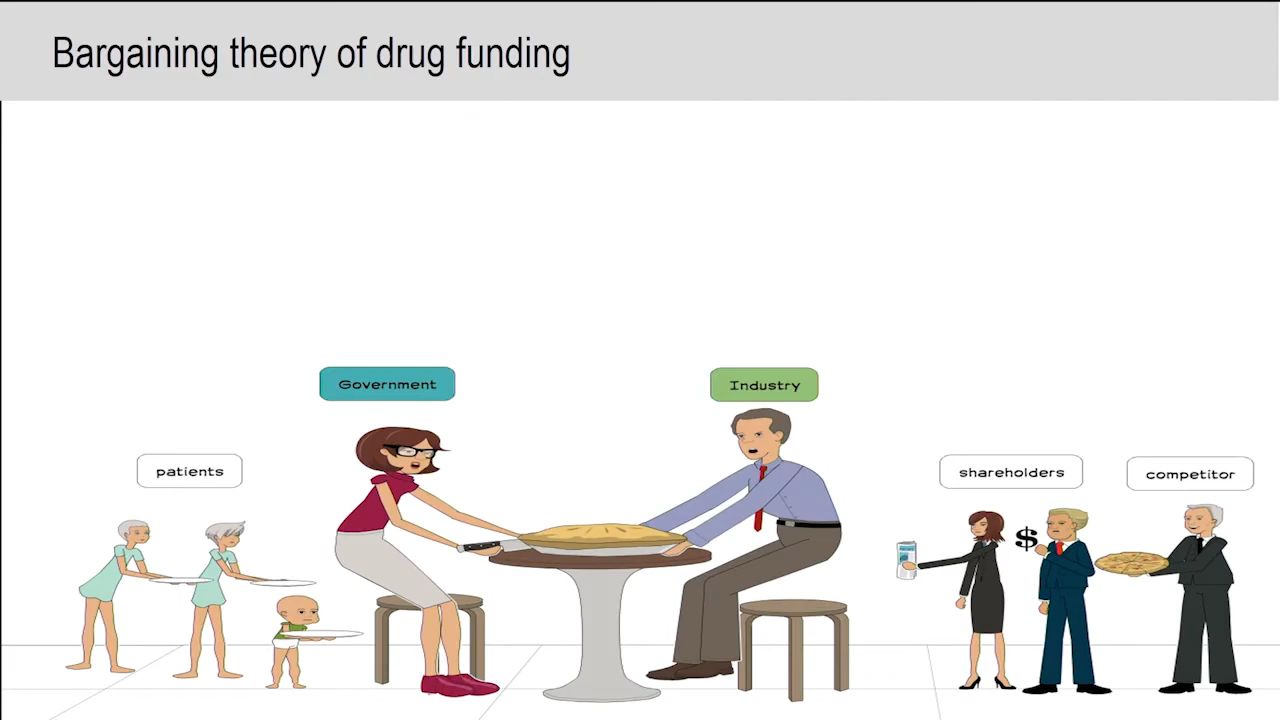 Bargaining theory of drug funding
Government
Industry
patients
shareholders
competitor
$